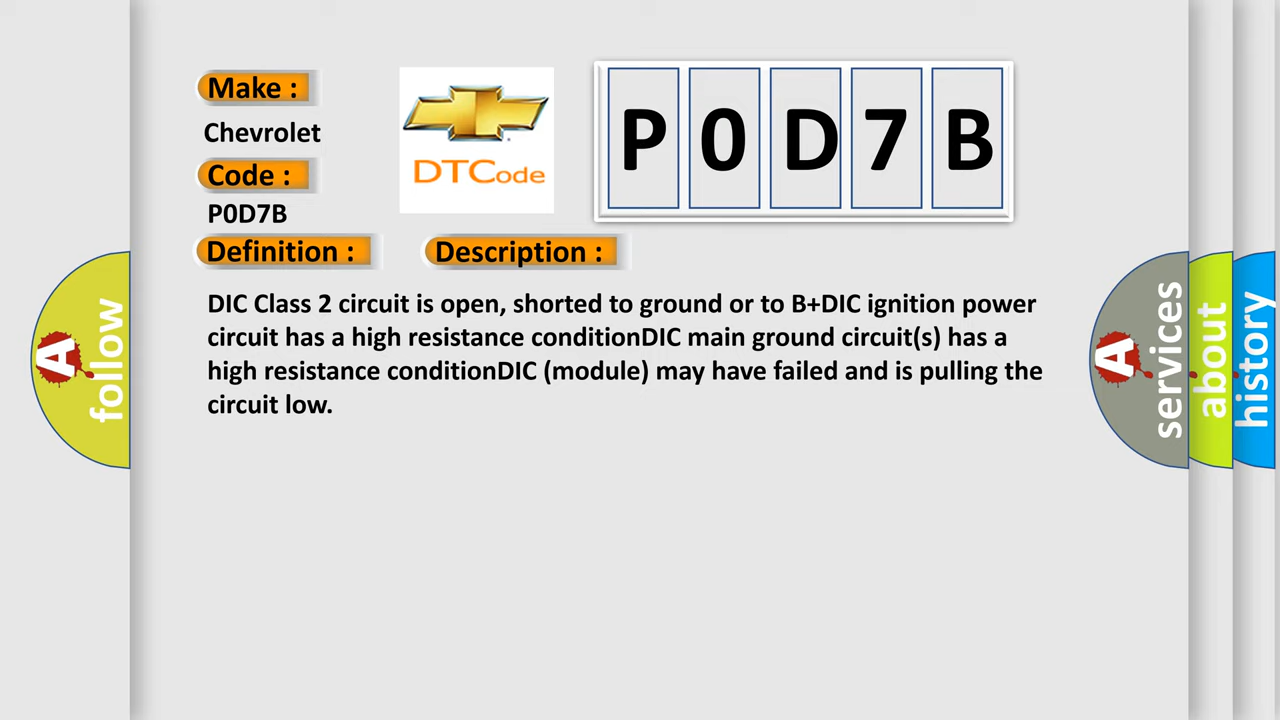 Make :
Chevrolet
Code :
P0D7B
Definition :
Description :
DTCode
P0D7B
DIC Class 2 circuit is open, shorted to ground or to B+DIC ignition power
circuit has a high resistance conditionDIC main ground circuit(s) has a
high resistance conditionDIC (module) may have failed and is pulling the
circuit low.
A follow
A services
about
history